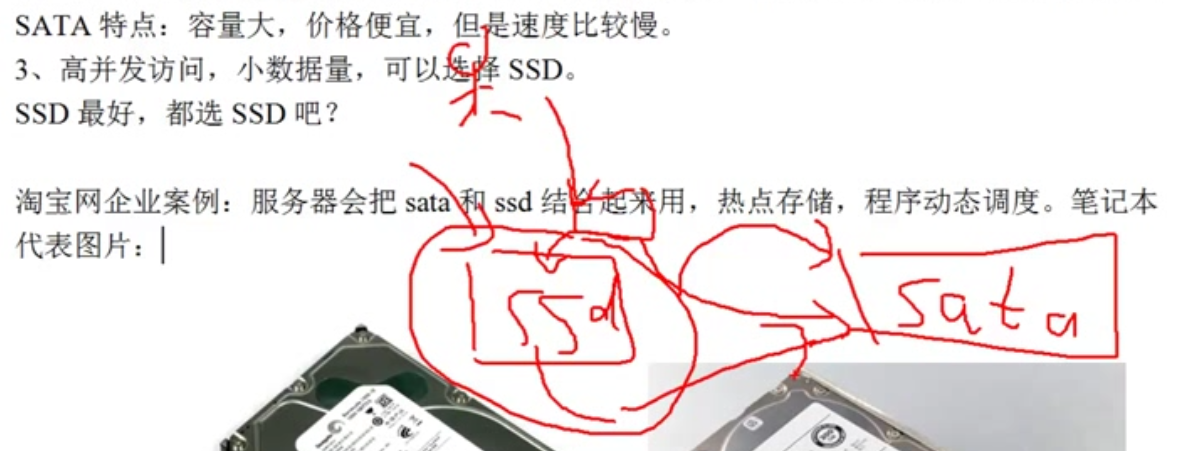 SATA 特点：容量大，价格便宜，但是速度比较慢。
3、高并发访问，小数据量，可以选择 SSD。
SSD 最好，都选 SSD 吧？
淘宝网企业案例：服务器会把 sata 和 ssd 结合起来用，热点存储，程序动态调度。笔记本
代表图片：
ssd
sata